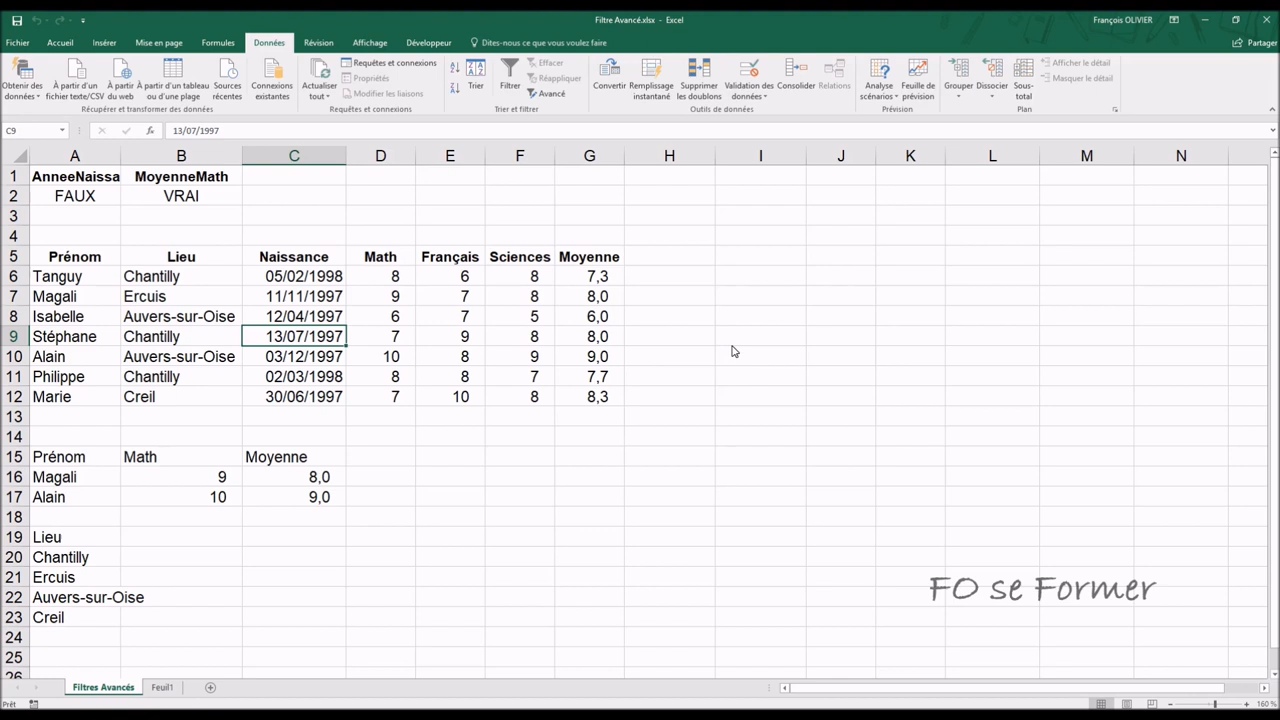 Filtre Avancé.xlsx - Excel
François OLIVIER
Fichier Accueil Insérer Mise en page Formules Données Révision Affichage Développeur Dites-nous ce que vous voulez faire Partager
Obtenir des données
À partir d'un fichier texte/CSV
À partir du web
À partir d'un tableau ou d'une plage
Sources récentes
Récupérer et transformer des données
Connexions existantes
Actualiser tout
Requêtes et connexions
Propriétés
Modifier les liaisons
Requêtes et connexions
Trier
Filtrer
Effacer
Réappliquer
Avancé
Trier et filtrer
Convertir
Remplissage instantané
Supprimer les doublons
Validation des données
Consolider
Relations
Outils de données
Analyse scénarios
Feuille de prévision
Prévision
Grouper
Dissocier
Sous-total
Afficher le détail
Masquer le détail
Plan
C9 fx 13/07/1997
A B C D E F G H I J K L M N
1 AnneeNaissa MoyenneMath
2 FAUX VRAI
3
4
5 Prénom Lieu Naissance Math Français Sciences Moyenne
6 Tanguy Chantilly 05/02/1998 8 6 8 7,3
7 Magali Ercuis 11/11/1997 9 7 8 8,0
8 Isabelle Auvers-sur-Oise 12/04/1997 6 7 5 6,0
9 Stéphane Chantilly 13/07/1997 7 9 8 8,0
10 Alain Auvers-sur-Oise 03/12/1997 10 8 9 9,0
11 Philippe Chantilly 02/03/1998 8 8 7 7,7
12 Marie Creil 30/06/1997 7 10 8 8,3
13
14
15 Prénom Math Moyenne
16 Magali 9 8,0
17 Alain 10 9,0
18
19 Lieu
20 Chantilly
21 Ercuis
22 Auvers-sur-Oise
23 Creil
24
25
26
FO se Former
Filtres Avancés Feuil1
Prêt 160 %